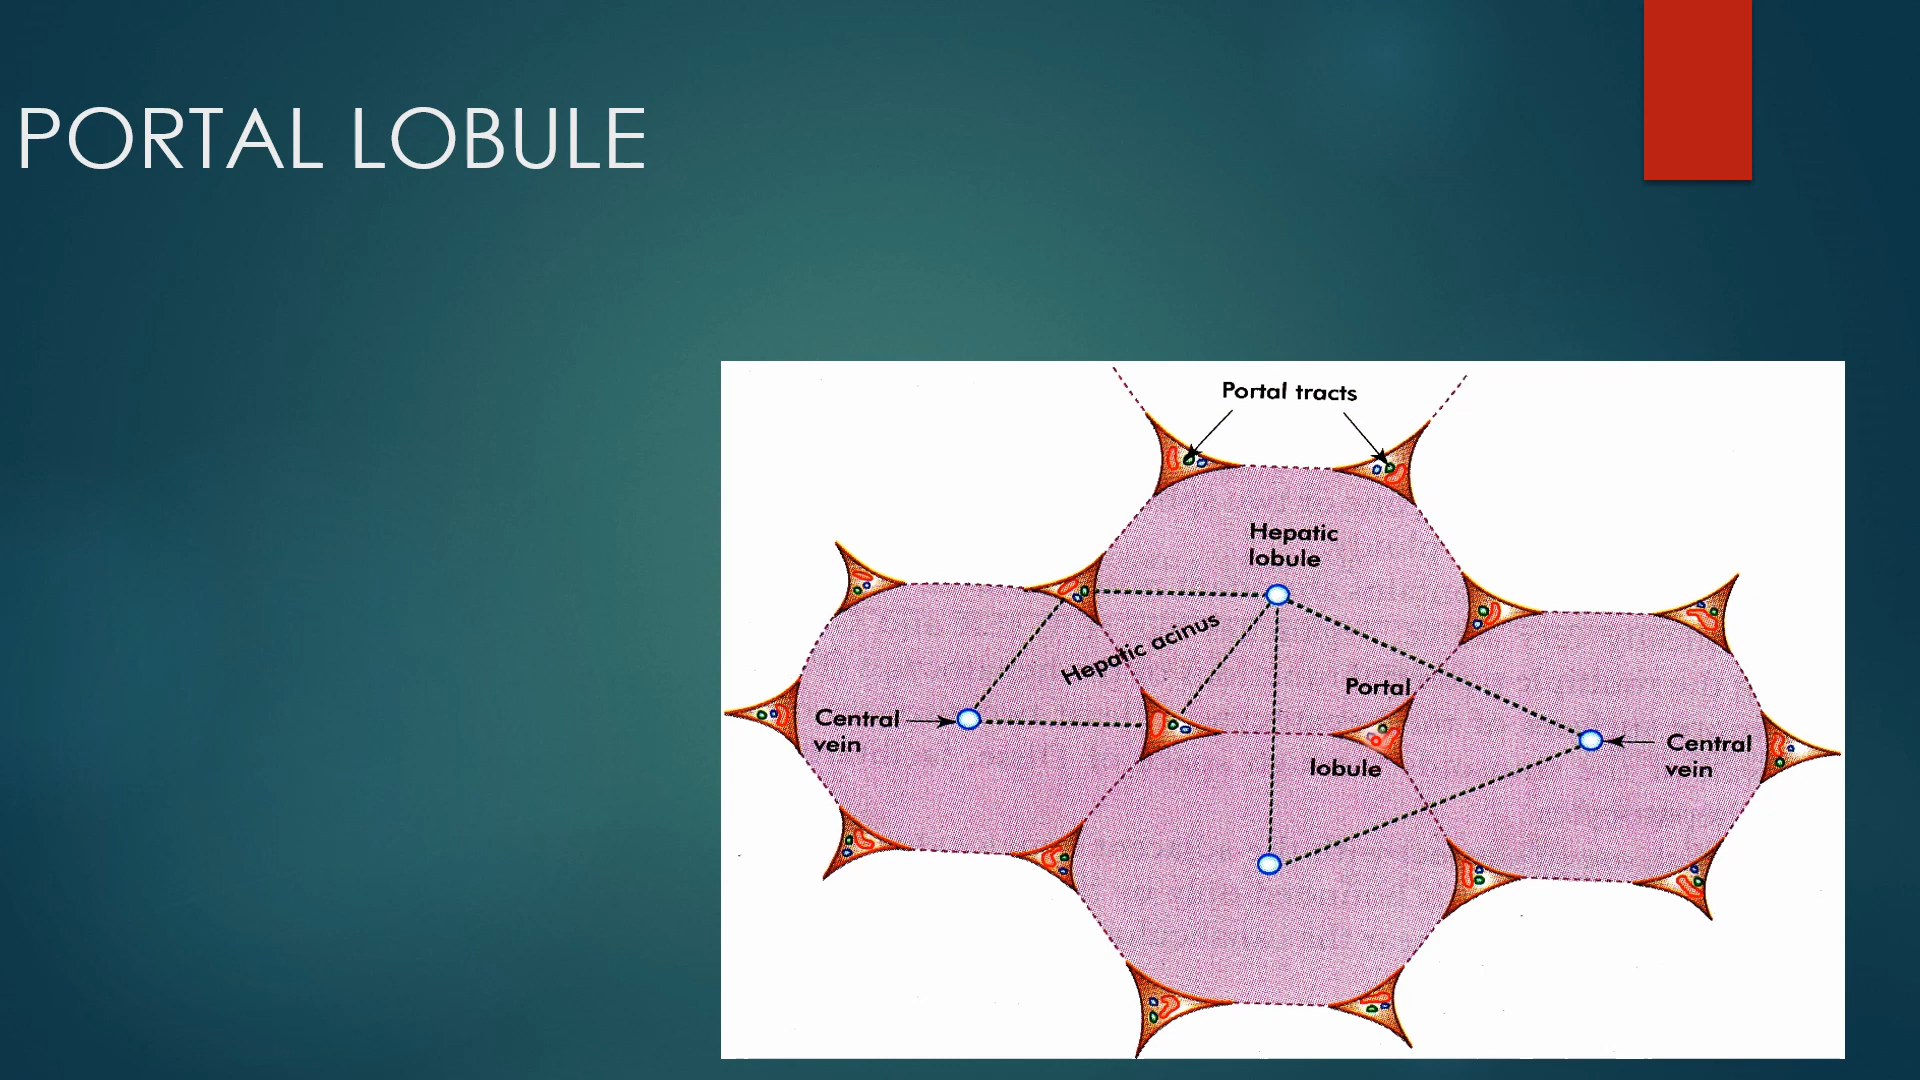 PORTAL LOBULE
Portal tracts
Hepatic
lobule
Hepatic acinus
Portal
lobule
Central
vein
Central
vein